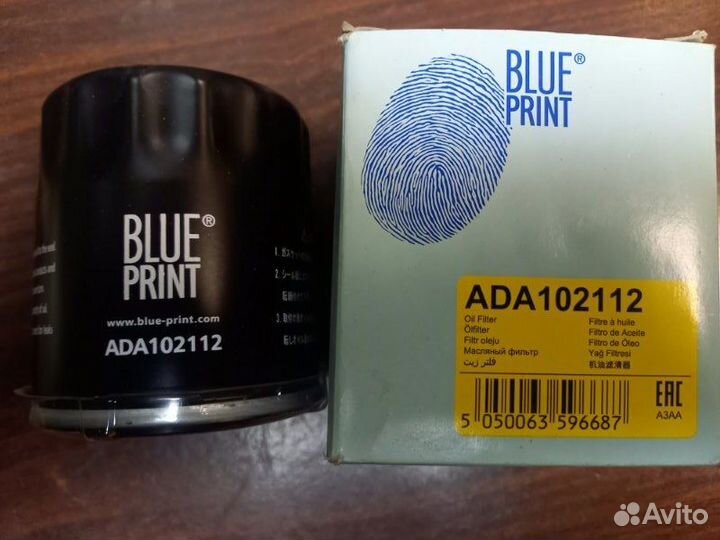 BLUE®
PRINT
www.blue-print.com
ADA102112
BLUE®
PRINT
ADA102112
Oil Filter
Ölfilter
Filtr oleju
Масляный фильтр
فلتر زيت
Filtre à huile
Filtro de Aceite
Filtro de Óleo
Yağ Filtresi
机油滤清器
5 050063 596687
EAC
A3AA
Avito